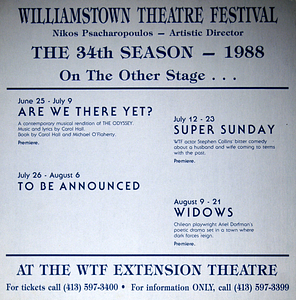 WILLIAMSTOWN THEATRE FESTIVAL
Nikos Psacharopoulos – Artistic Director
THE 34th SEASON – 1988
On The Other Stage . . .
June 25 - July 9
ARE WE THERE YET?
A contemporary musical rendition of THE ODYSSEY.
Music and lyrics by Carol Hall.
Book by Carol Hall and Michael O'Flaherty.
Premiere.
July 12 - 23
SUPER SUNDAY
WTF actor Stephen Collins' bitter comedy
about a husband and wife coming to terms
with the past.
Premiere.
July 26 - August 6
TO BE ANNOUNCED
August 9 - 21
WIDOWS
Chilean playwright Ariel Dorfman's
poetic drama set in a town where
dark forces reign.
Premiere.
AT THE WTF EXTENSION THEATRE
For tickets call (413) 597-3400 • For information ONLY, call (413) 597-3399